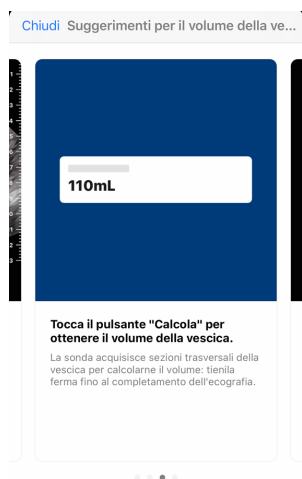 Chiudi Suggerimenti per il volume della ve...
110mL
Tocca il pulsante "Calcola" per
ottenere il volume della vescica.
La sonda acquisisce sezioni trasversali della
vescica per calcolarne il volume: tienila
ferma fino al completamento dell'ecografia.